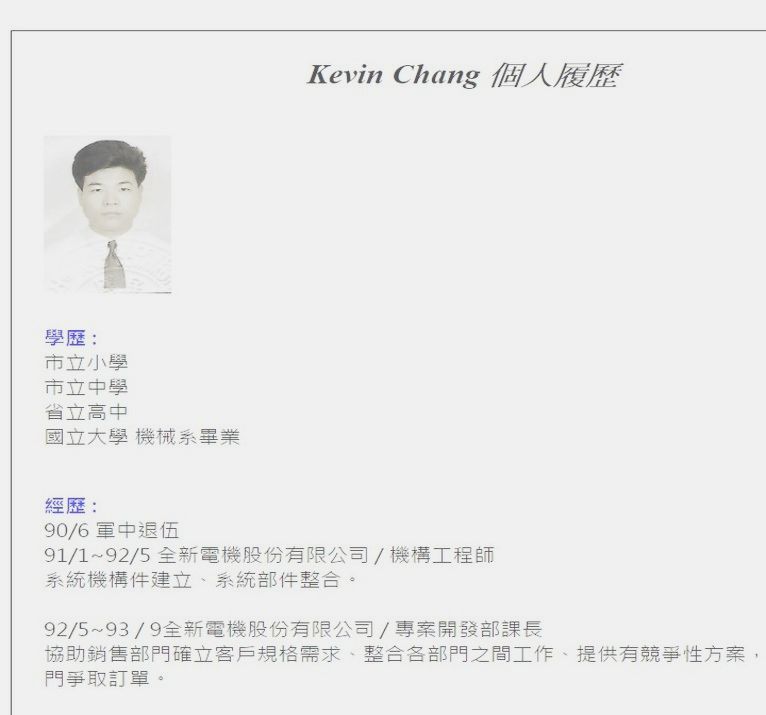 Kevin Chang 個人履歷
學歷：
市立小學
市立中學
省立高中
國立大學 機械系畢業
經歷：
90/6 軍中退伍
91/1~92/5 全新電機股份有限公司 / 機構工程師
系統機構件建立、系統部件整合。
92/5~93 / 9全新電機股份有限公司 / 專案開發部課長
協助銷售部門確立客戶規格需求、整合各部門之間工作、提供有競爭性方案，
門爭取訂單。